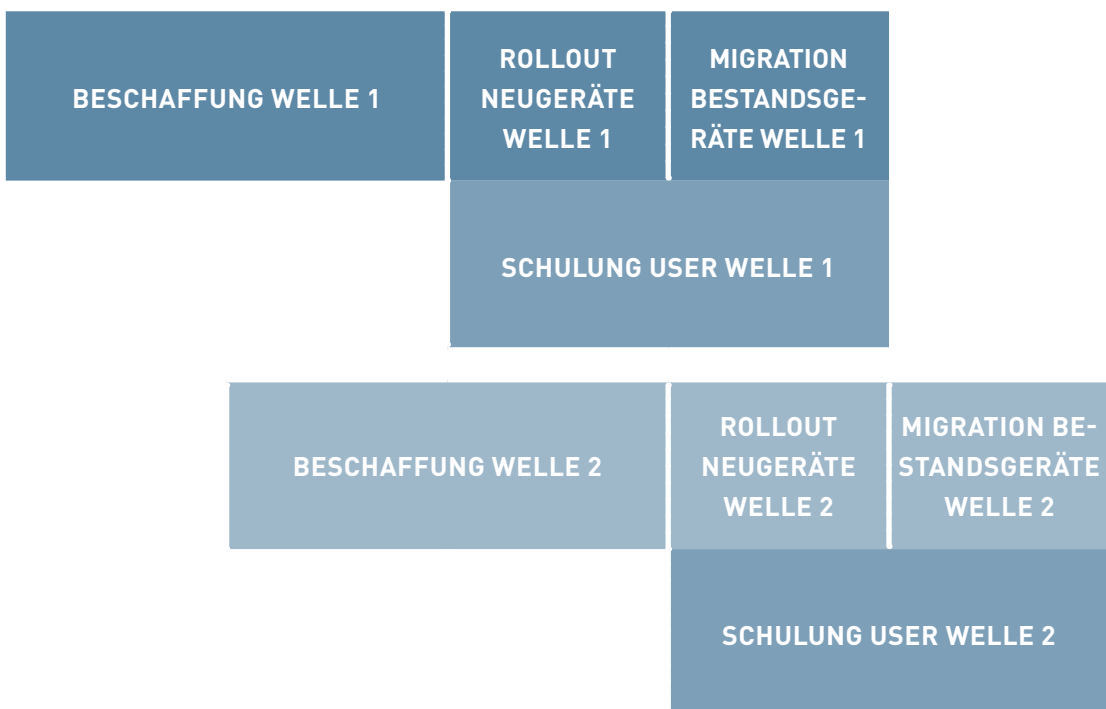 BESCHAFFUNG WELLE 1
ROLLOUT
NEUGERÄTE
WELLE 1
MIGRATION
BESTANDSGE-
RÄTE WELLE 1
SCHULUNG USER WELLE 1
BESCHAFFUNG WELLE 2
ROLLOUT
NEUGERÄTE
WELLE 2
MIGRATION BE-
STANDSGERÄTE
WELLE 2
SCHULUNG USER WELLE 2